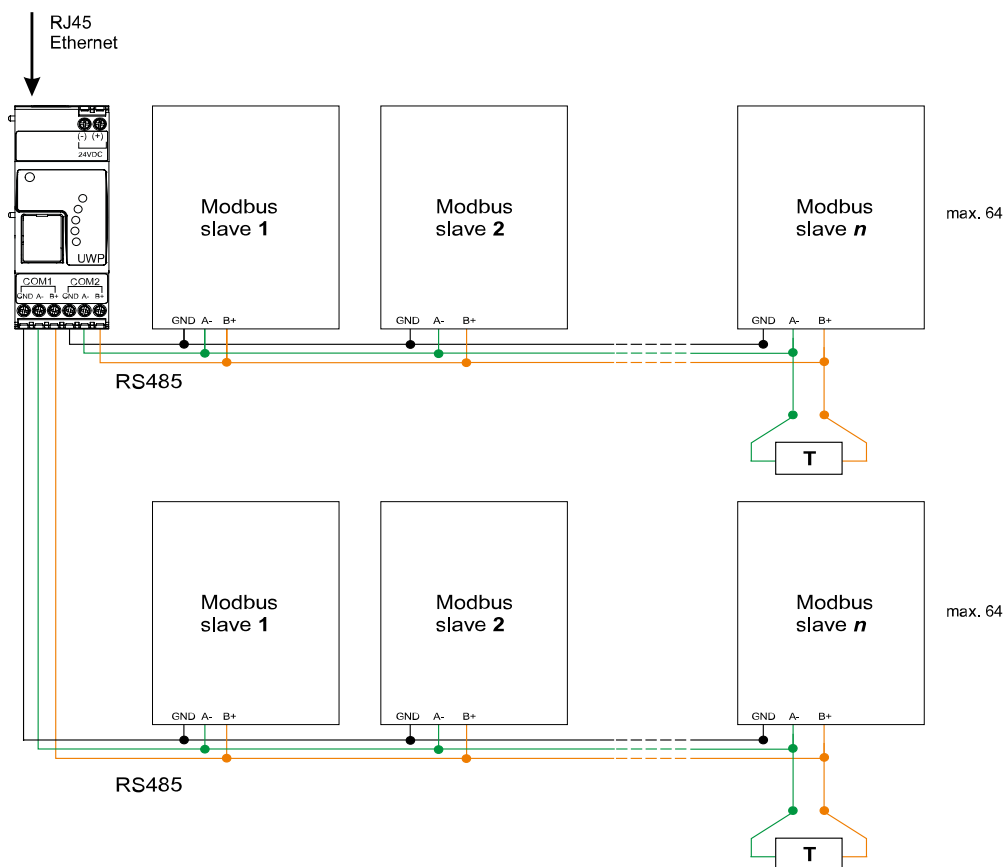 RJ45
Ethernet
(-) (+)
24VDC
UWP
COM1 COM2
GND A- B+ GND A- B+
Modbus
slave 1
Modbus
slave 2
Modbus
slave n
max. 64
GND A- B+
GND A- B+
GND A- B+
RS485
T
Modbus
slave 1
Modbus
slave 2
Modbus
slave n
max. 64
GND A- B+
GND A- B+
GND A- B+
RS485
T